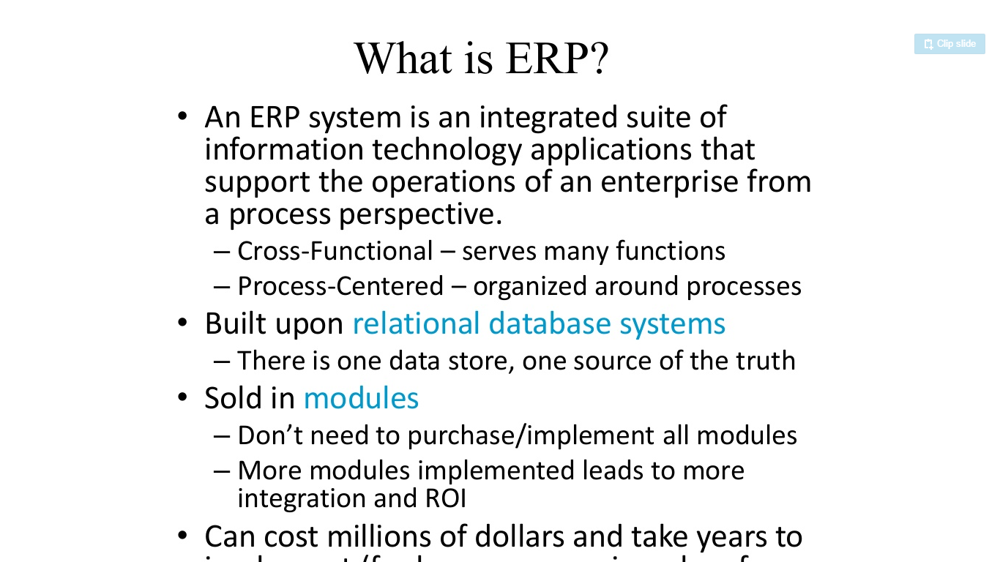 What is ERP?
Clip slide
• An ERP system is an integrated suite of
information technology applications that
support the operations of an enterprise from
a process perspective.
– Cross-Functional – serves many functions
– Process-Centered – organized around processes
• Built upon relational database systems
– There is one data store, one source of the truth
• Sold in modules
– Don’t need to purchase/implement all modules
– More modules implemented leads to more
integration and ROI
• Can cost millions of dollars and take years to